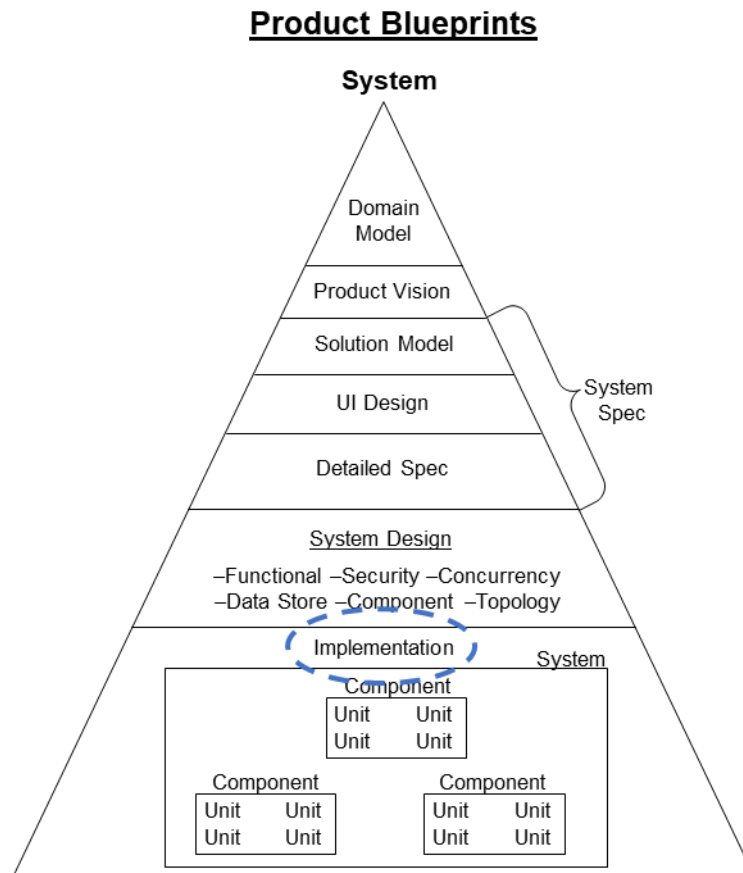 Product Blueprints
System
Domain
Model
Product Vision
Solution Model
UI Design
Detailed Spec
System
Spec
System Design
–Functional –Security –Concurrency
–Data Store –Component –Topology
Implementation
System
Component
Unit Unit
Unit Unit
Component
Unit Unit
Unit Unit
Component
Unit Unit
Unit Unit